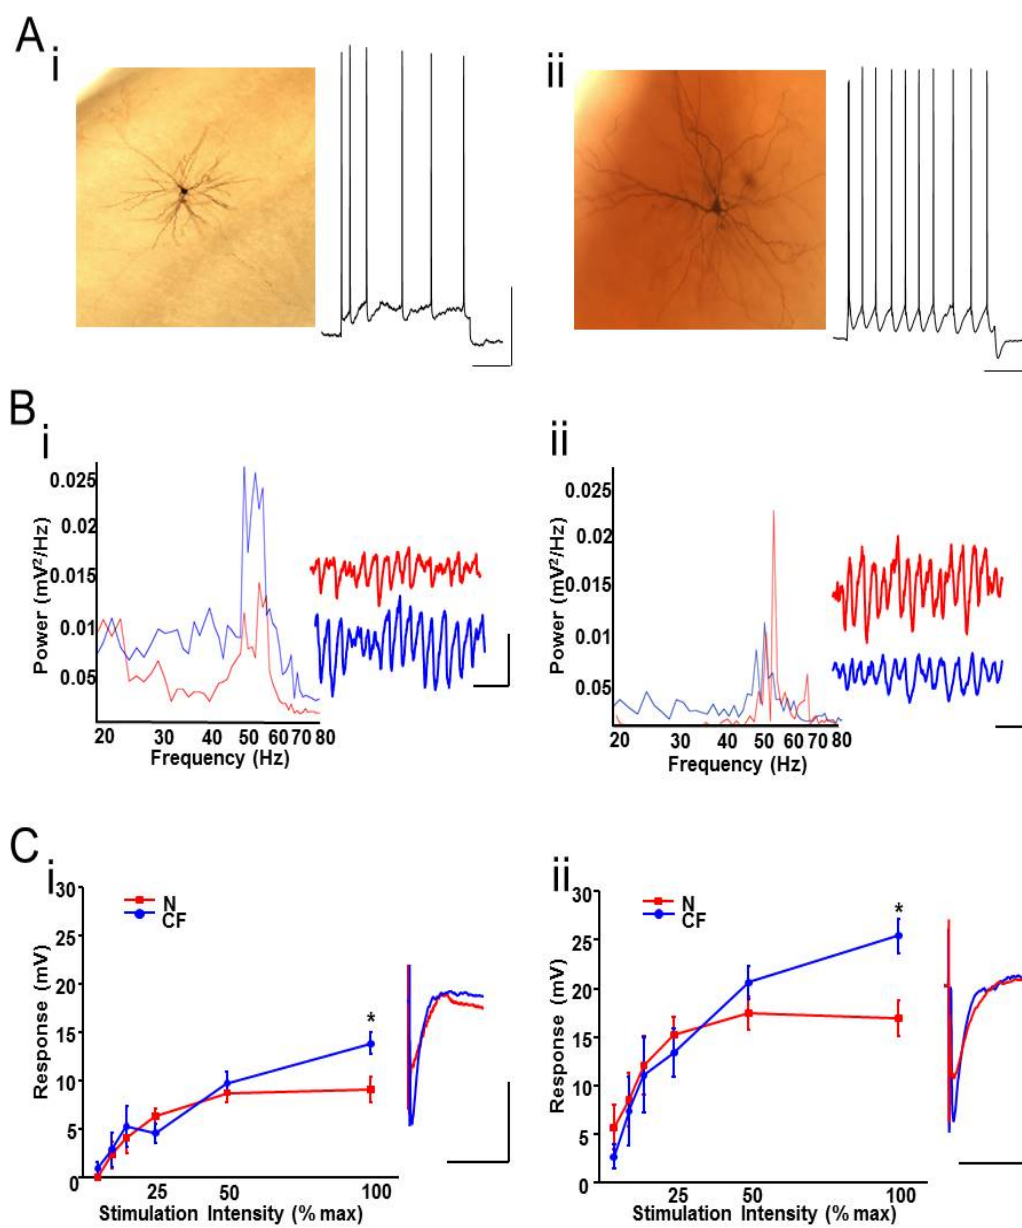 A
i
ii
B
i
ii
0.025
0.02
0.015
0.01
0.05
Power (mV²/Hz)
20 30 40 50 60 70 80
Frequency (Hz)
0.025
0.02
0.015
0.01
0.05
Power (mV²/Hz)
20 30 40 50 60 70 80
Frequency (Hz)
C
i
ii
30
25
20
15
10
5
0
Response (mV)
N
CF
*
25 50 100
Stimulation Intensity (% max)
30
25
20
15
10
5
0
Response (mV)
N
CF
*
25 50 100
Stimulation Intensity (% max)